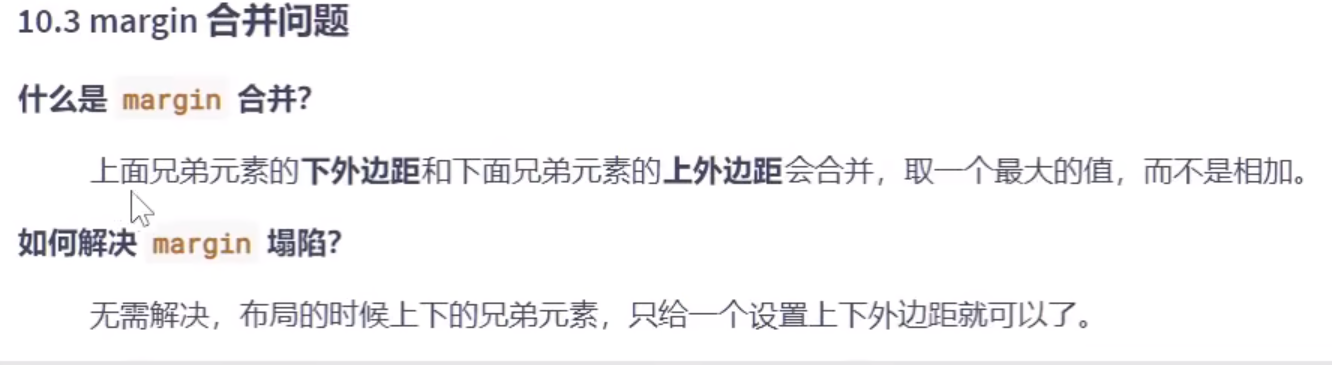 10.3 margin 合并问题
什么是 margin 合并？
上面兄弟元素的下外边距和下面兄弟元素的上外边距会合并，取一个最大的值，而不是相加。
如何解决 margin 塌陷？
无需解决，布局的时候上下的兄弟元素，只给一个设置上下外边距就可以了。